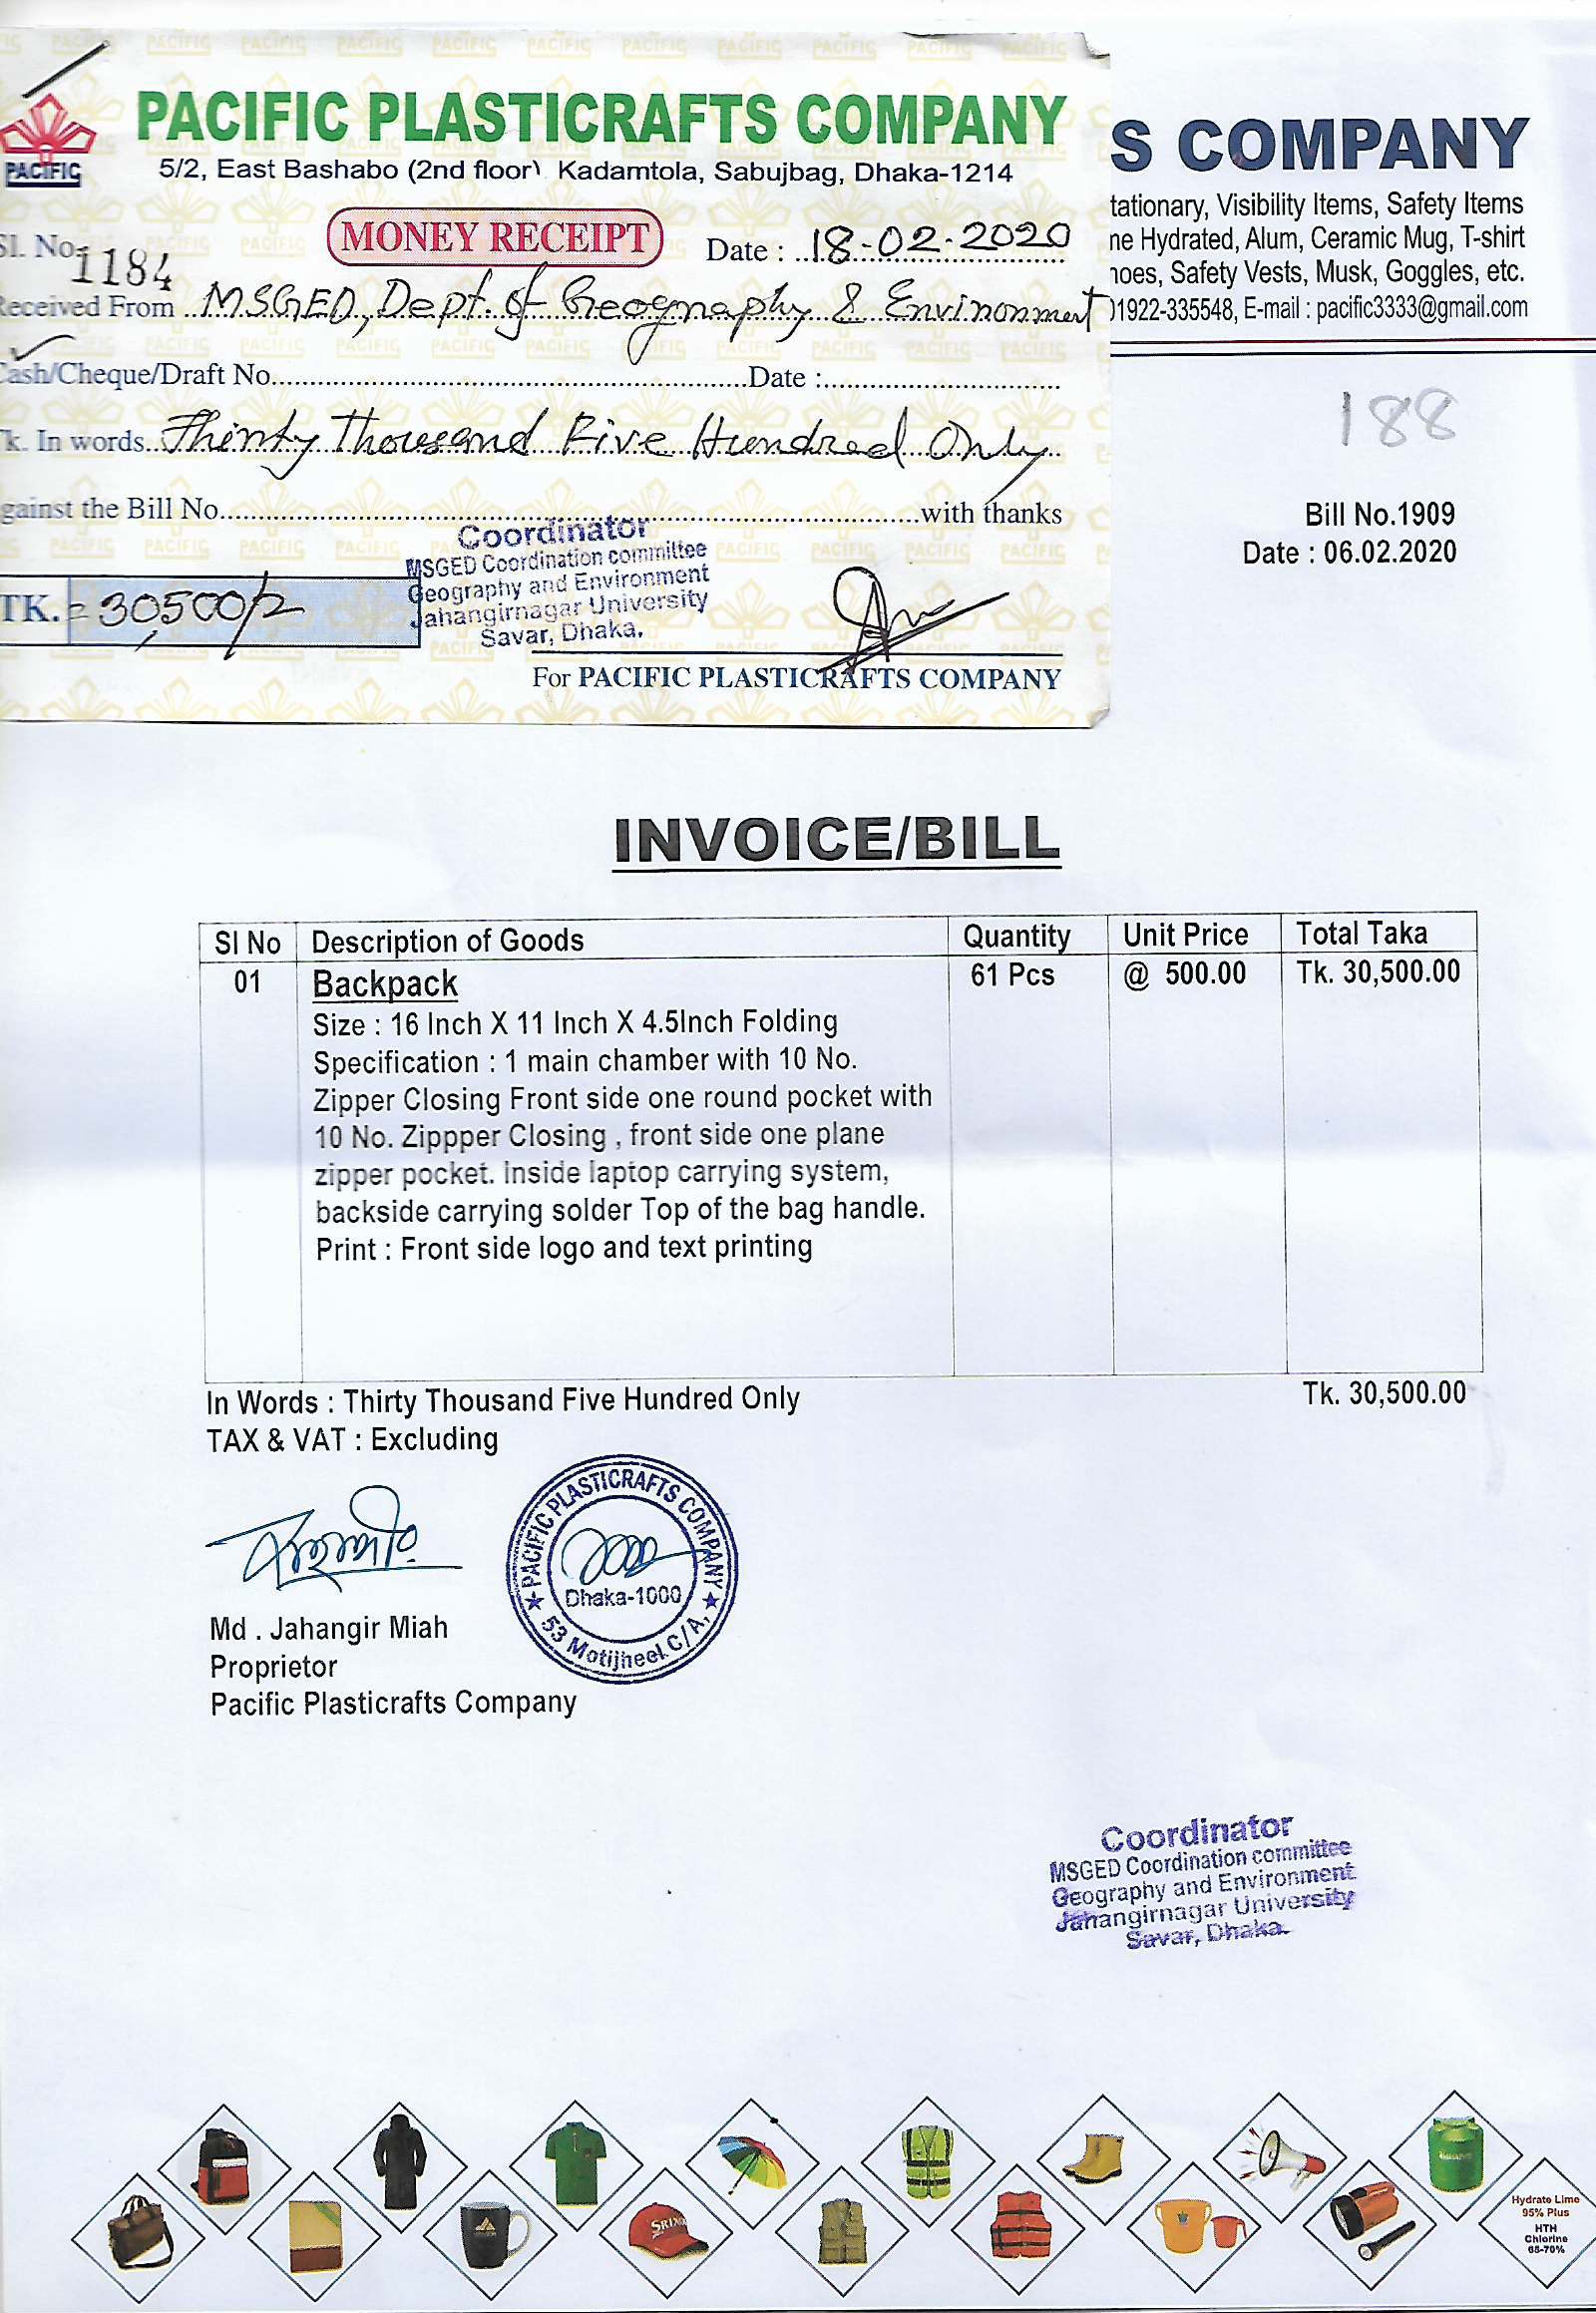 PACIFIC PLASTICRAFTS COMPANY
5/2, East Bashabo (2nd floor) Kadamtola, Sabujbag, Dhaka-1214
PACIFIC
MONEY RECEIPT
Sl. No. 1184
Date : 18-02-2020
Received From MSGED, Dept. of Geography & Environment
Cash/Cheque/Draft No. Date :
Tk. In words Thirty Thousand Five Hundred Only
Against the Bill No. with thanks
Coordinator
MSGED Coordination committee
Geography and Environment
Jahangirnagar University
Savar, Dhaka.
TK. = 30,500/=
For PACIFIC PLASTICRAFTS COMPANY
S COMPANY
tationary, Visibility Items, Safety Items
ne Hydrated, Alum, Ceramic Mug, T-shirt
hoes, Safety Vests, Musk, Goggles, etc.
01922-335548, E-mail : pacific3333@gmail.com
188
Bill No.1909
Date : 06.02.2020
INVOICE/BILL
Sl No Description of Goods Quantity Unit Price Total Taka
01 Backpack 61 Pcs @ 500.00 Tk. 30,500.00
Size : 16 Inch X 11 Inch X 4.5Inch Folding
Specification : 1 main chamber with 10 No.
Zipper Closing Front side one round pocket with
10 No. Zippper Closing , front side one plane
zipper pocket. Inside laptop carrying system,
backside carrying solder Top of the bag handle.
Print : Front side logo and text printing
In Words : Thirty Thousand Five Hundred Only Tk. 30,500.00
TAX & VAT : Excluding
PACIFIC PLASTICRAFTS COMPANY
Dhaka-1000
53 Motijheel C/A,
Md . Jahangir Miah
Proprietor
Pacific Plasticrafts Company
Coordinator
MSGED Coordination committee
Geography and Environment
Jahangirnagar University
Savar, Dhaka.
Hydrate Lime
95% Plus
HTH
Chlorine
65-70%